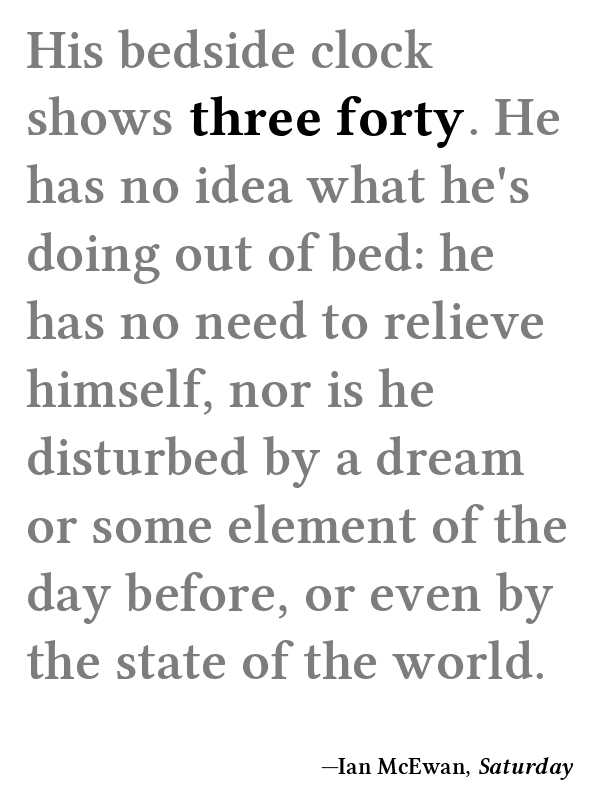 His bedside clock
shows three forty. He
has no idea what he's
doing out of bed: he
has no need to relieve
himself, nor is he
disturbed by a dream
or some element of the
day before, or even by
the state of the world.
—Ian McEwan, Saturday